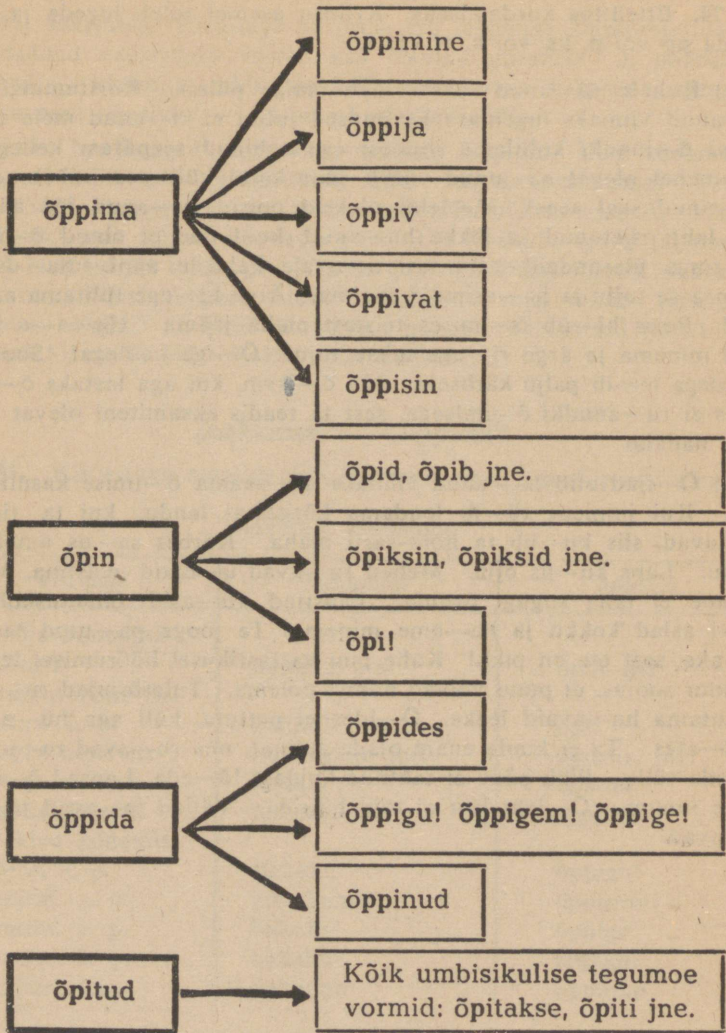 õppima
õppimine
õppija
õppiv
õppivat
õppisin
õpin
õpid, õpib jne.
õpiksin, õpiksid jne.
õpi!
õppida
õppides
õppigu! õppigem! õppige!
õppinud
õpitud
Kõik umbisikulise tegumoe
vormid: õpitakse, õpiti jne.